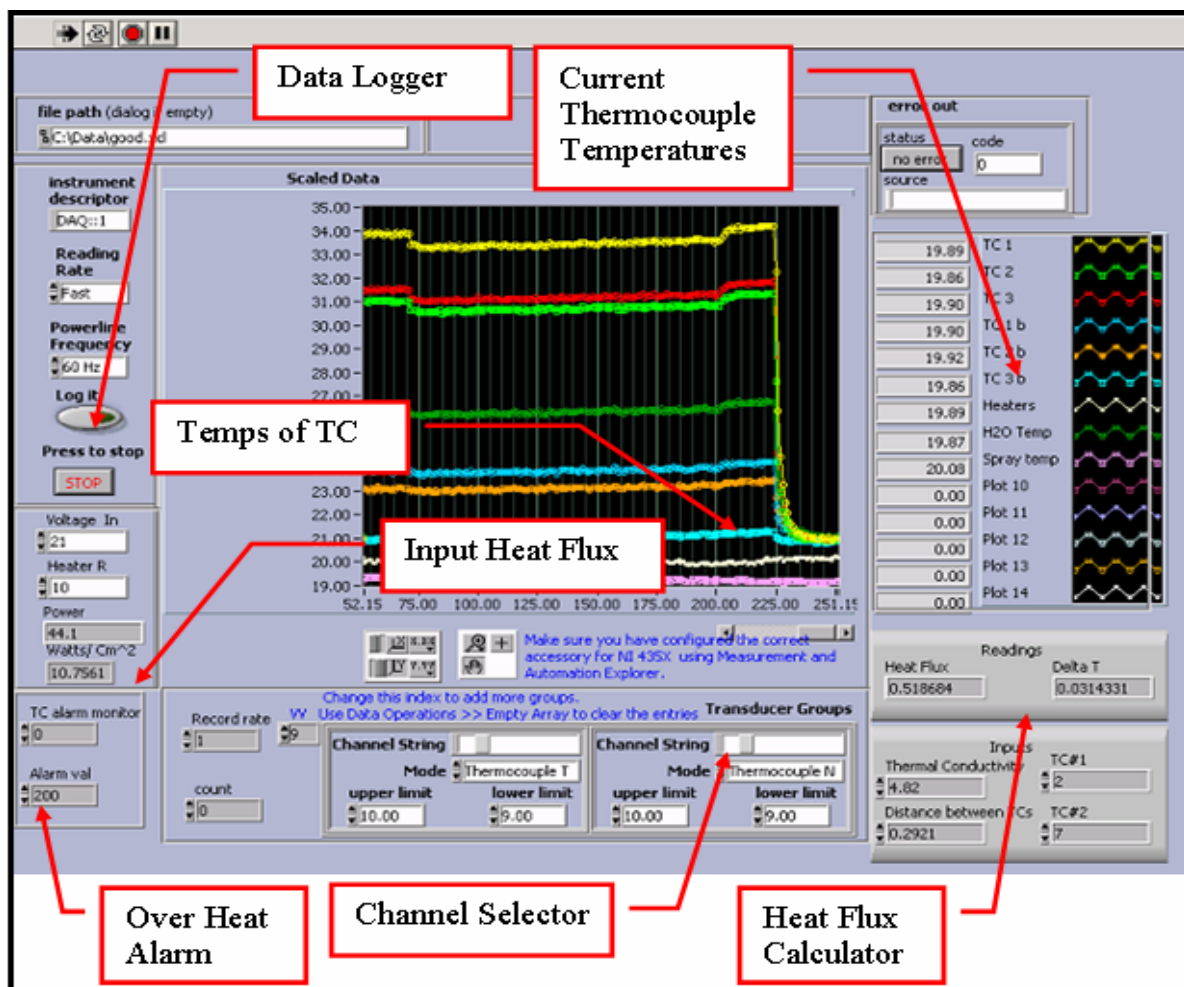 Data Logger
Current
Thermocouple
Temperatures
file path (dialog if empty)
C:\Data\good.
error out
status
code
no error
0
source
instrument
descriptor
DAQ::1
Reading
Rate
Fast
Powerline
Frequency
60 Hz
Log it
Press to stop
STOP
Scaled Data
35.00
34.00
33.00
32.00
31.00
30.00
29.00
28.00
27.00
23.00
22.00
21.00
20.00
19.00
52.15 75.00 100.00 125.00 150.00 175.00 200.00 225.00 251.15
Temps of TC
Input Heat Flux
19.89 TC 1
19.86 TC 2
19.90 TC 3
19.90 TC 1 b
19.92 TC 2 b
19.86 TC 3 b
19.89 Heaters
19.87 H2O Temp
20.08 Spray temp
0.00 Plot 10
0.00 Plot 11
0.00 Plot 12
0.00 Plot 13
0.00 Plot 14
Voltage In
21
Heater R
10
Power
44.1
Watts/ Cm^2
10.7561
Make sure you have configured the correct
accessory for NI 435X using Measurement and
Automation Explorer.
Readings
Heat Flux
Delta T
0.518684
0.0314331
TC alarm monitor
0
Alarm val
200
Record rate
1
count
0
9
Change this index to add more groups.
Use Data Operations >> Empty Array to clear the entries
Transducer Groups
Channel String
Mode Thermocouple T
upper limit lower limit
10.00 9.00
Channel String
Mode Thermocouple N
upper limit lower limit
10.00 9.00
Inputs
Thermal Conductivity
TC#1
4.82
2
Distance between TCs
TC#2
0.2921
7
Over Heat
Alarm
Channel Selector
Heat Flux
Calculator